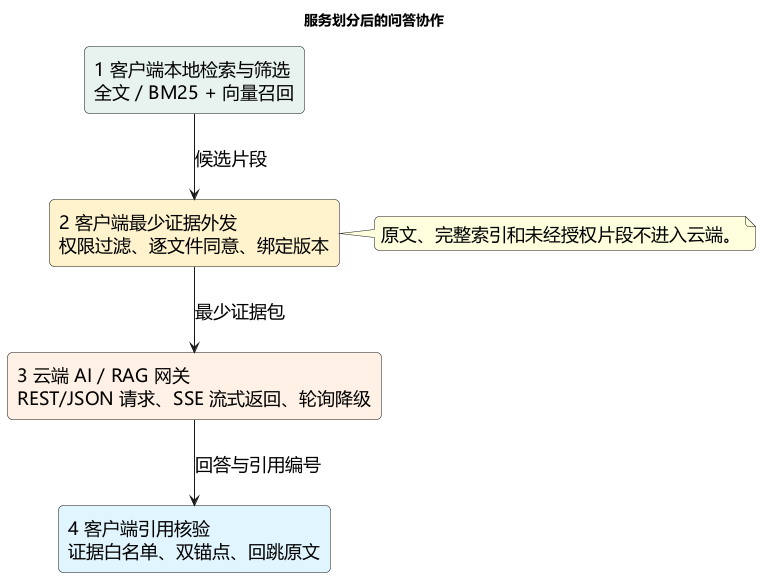 服务划分后的问答协作
1 客户端本地检索与筛选
全文 / BM25 + 向量召回
候选片段
2 客户端最少证据外发
权限过滤、逐文件同意、绑定版本
原文、完整索引和未经授权片段不进入云端。
最少证据包
3 云端 AI / RAG 网关
REST/JSON 请求、SSE 流式返回、轮询降级
回答与引用编号
4 客户端引用核验
证据白名单、双锚点、回跳原文